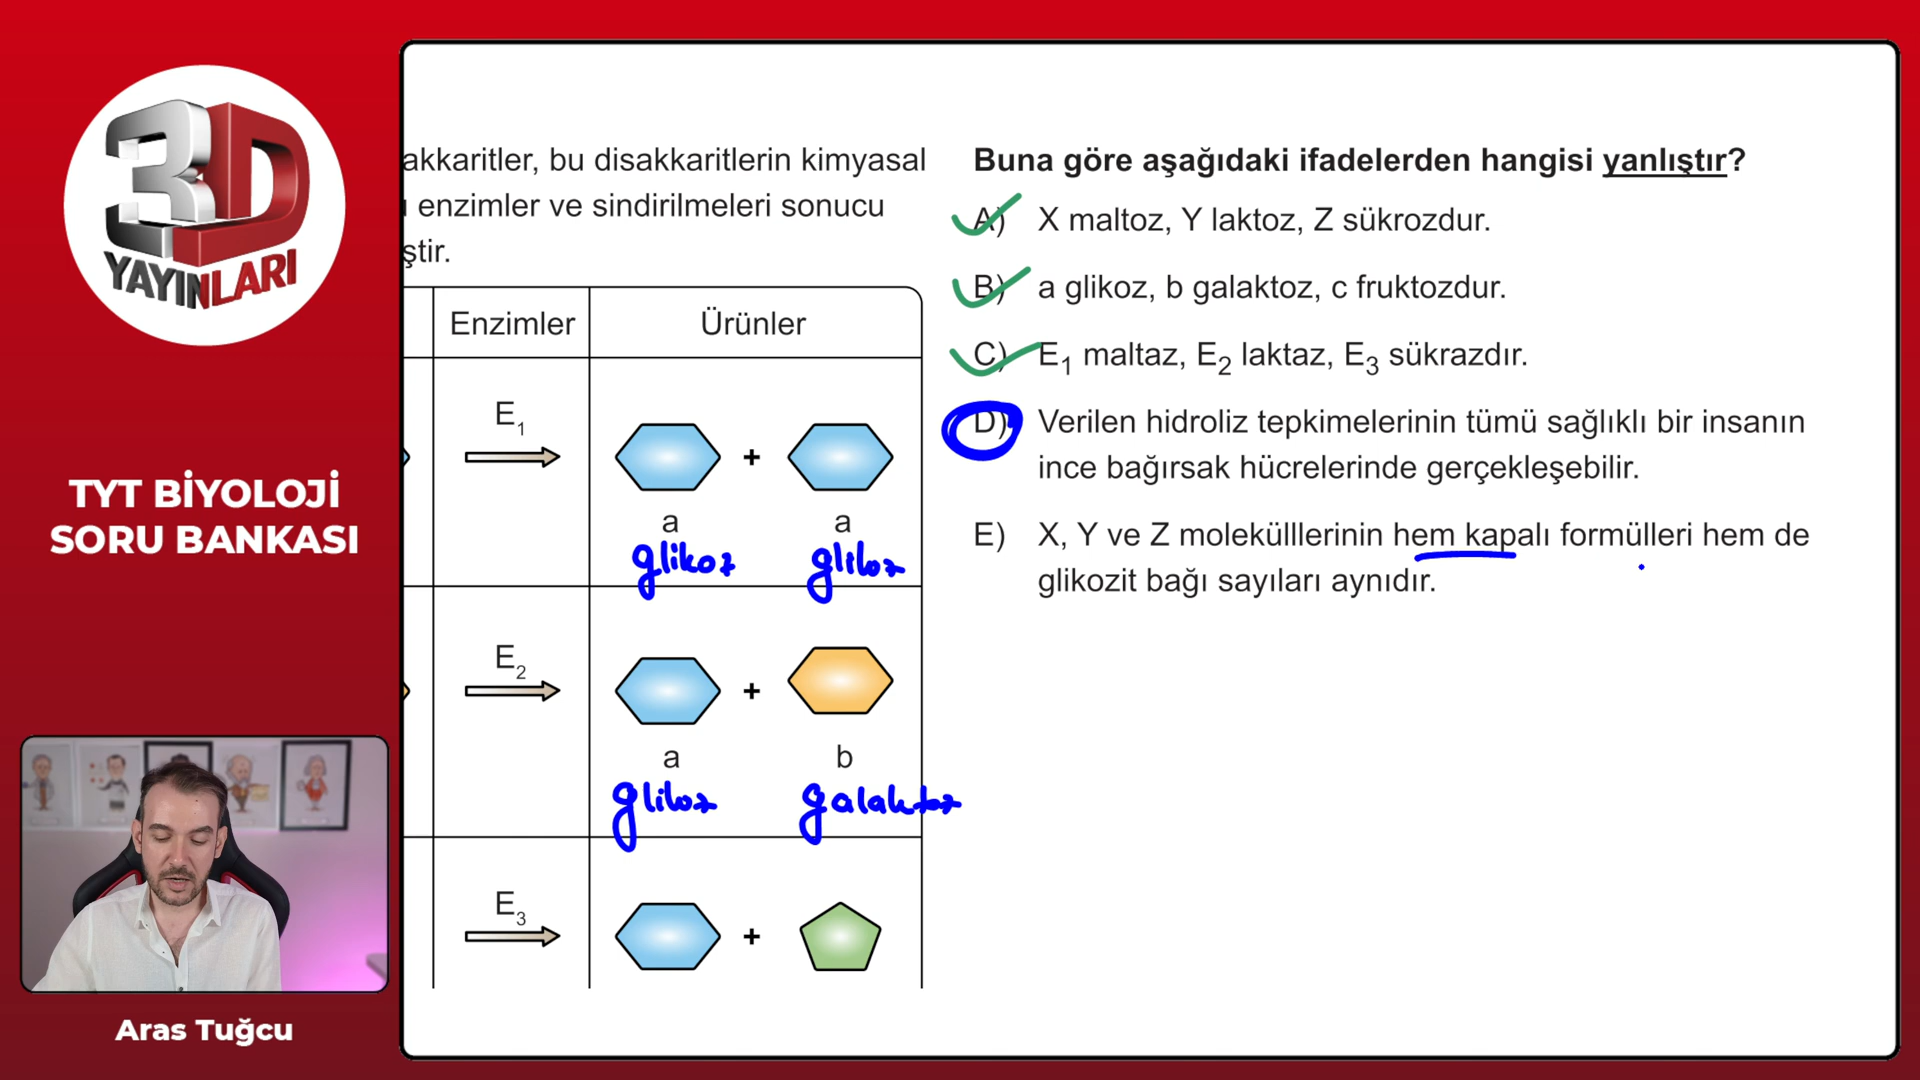 3D
YAYINLARI
TYT BİYOLOJİ
SORU BANKASI
Aras Tuğcu
akkaritler, bu disakkaritlerin kimyasal
enzimler ve sindirilmeleri sonucu
ştir.
Enzimler
Ürünler
E1
+
a
a
glikoz
glikoz
E2
+
a
b
glikoz
galaktoz
E3
+
Buna göre aşağıdaki ifadelerden hangisi yanlıştır?
A) X maltoz, Y laktoz, Z sükrozdur.
B) a glikoz, b galaktoz, c fruktozdur.
C) E1 maltaz, E2 laktaz, E3 sükrazdır.
D) Verilen hidroliz tepkimelerinin tümü sağlıklı bir insanın
ince bağırsak hücrelerinde gerçekleşebilir.
E) X, Y ve Z molekülllerinin hem kapalı formülleri hem de
glikozit bağı sayıları aynıdır.